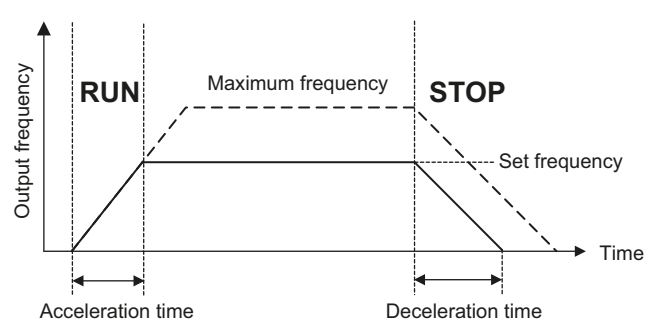 RUN
Maximum frequency
STOP
Output frequency
Set frequency
Time
Acceleration time
Deceleration time